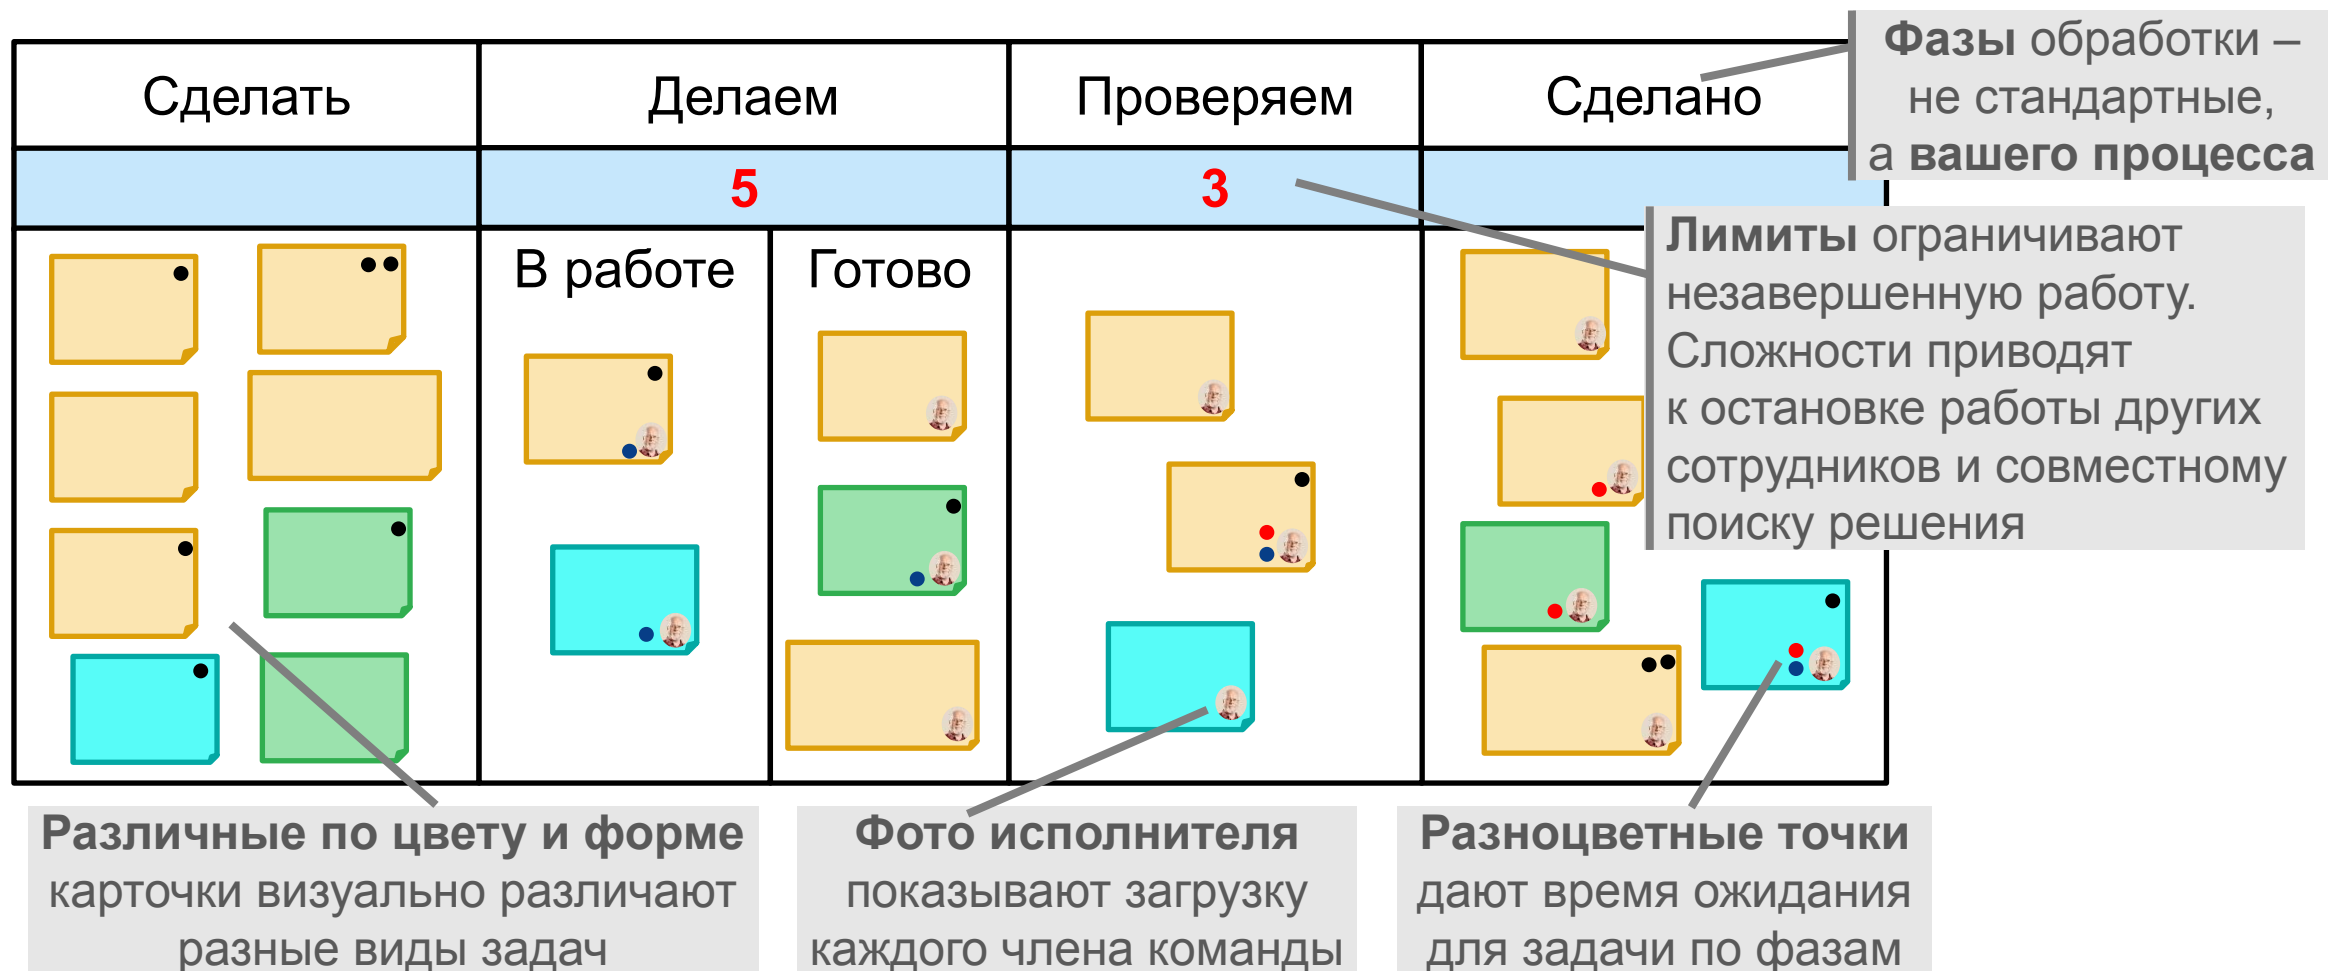 Сделать
Делаем
Проверяем
Сделано
5
3
В работе
Готово
Фазы обработки –
не стандартные,
а вашего процесса
Лимиты ограничивают
незавершенную работу.
Сложности приводят
к остановке работы других
сотрудников и совместному
поиску решения
Различные по цвету и форме
карточки визуально различают
разные виды задач
Фото исполнителя
показывают загрузку
каждого члена команды
Разноцветные точки
дают время ожидания
для задачи по фазам